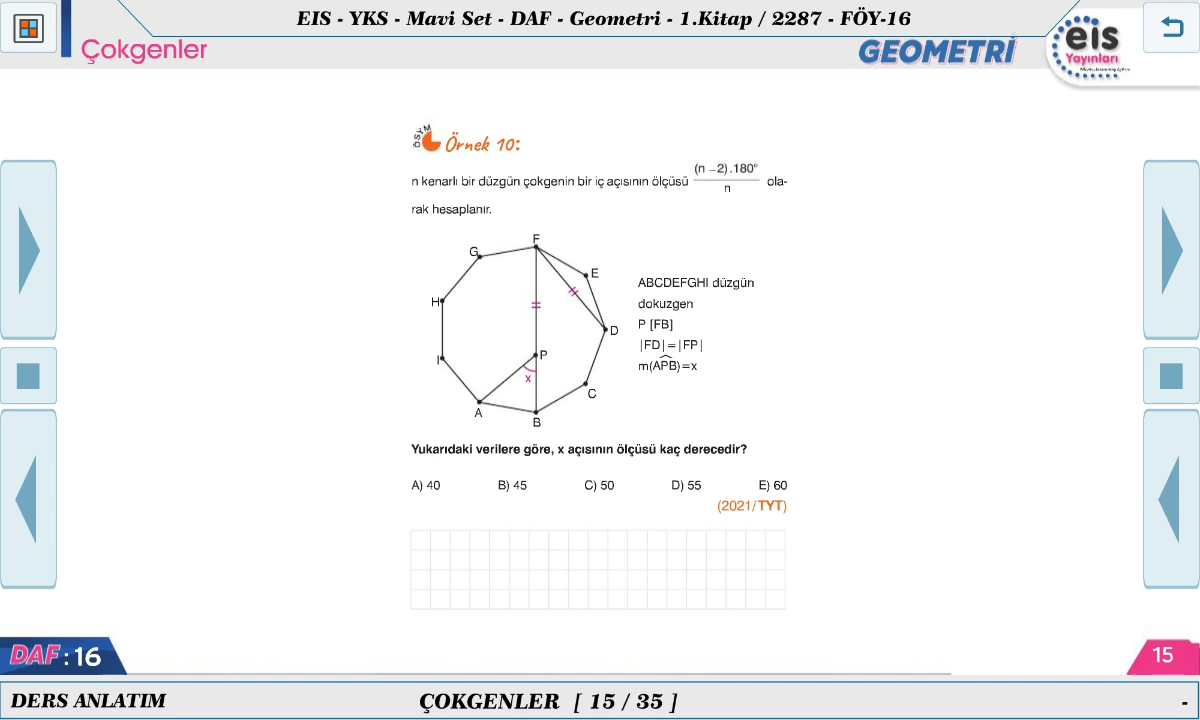 EIS - YKS - Mavi Set - DAF - Geometri - 1.Kitap / 2287 - FÖY-16
Çokgenler
GEOMETRİ
eis
Yayınları
ÖSYM
Örnek 10:
n kenarlı bir düzgün çokgenin bir iç açısının ölçüsü (n –2).180° / n ola-
rak hesaplanır.
F
G
E
H
D
P
I
x
C
A
B
ABCDEFGHI düzgün
dokuzgen
P [FB]
|FD|=|FP|
m(APB)=x
Yukarıdaki verilere göre, x açısının ölçüsü kaç derecedir?
A) 40 B) 45 C) 50 D) 55 E) 60
(2021/TYT)
DAF : 16
15
DERS ANLATIM
ÇOKGENLER [ 15 / 35 ]
-